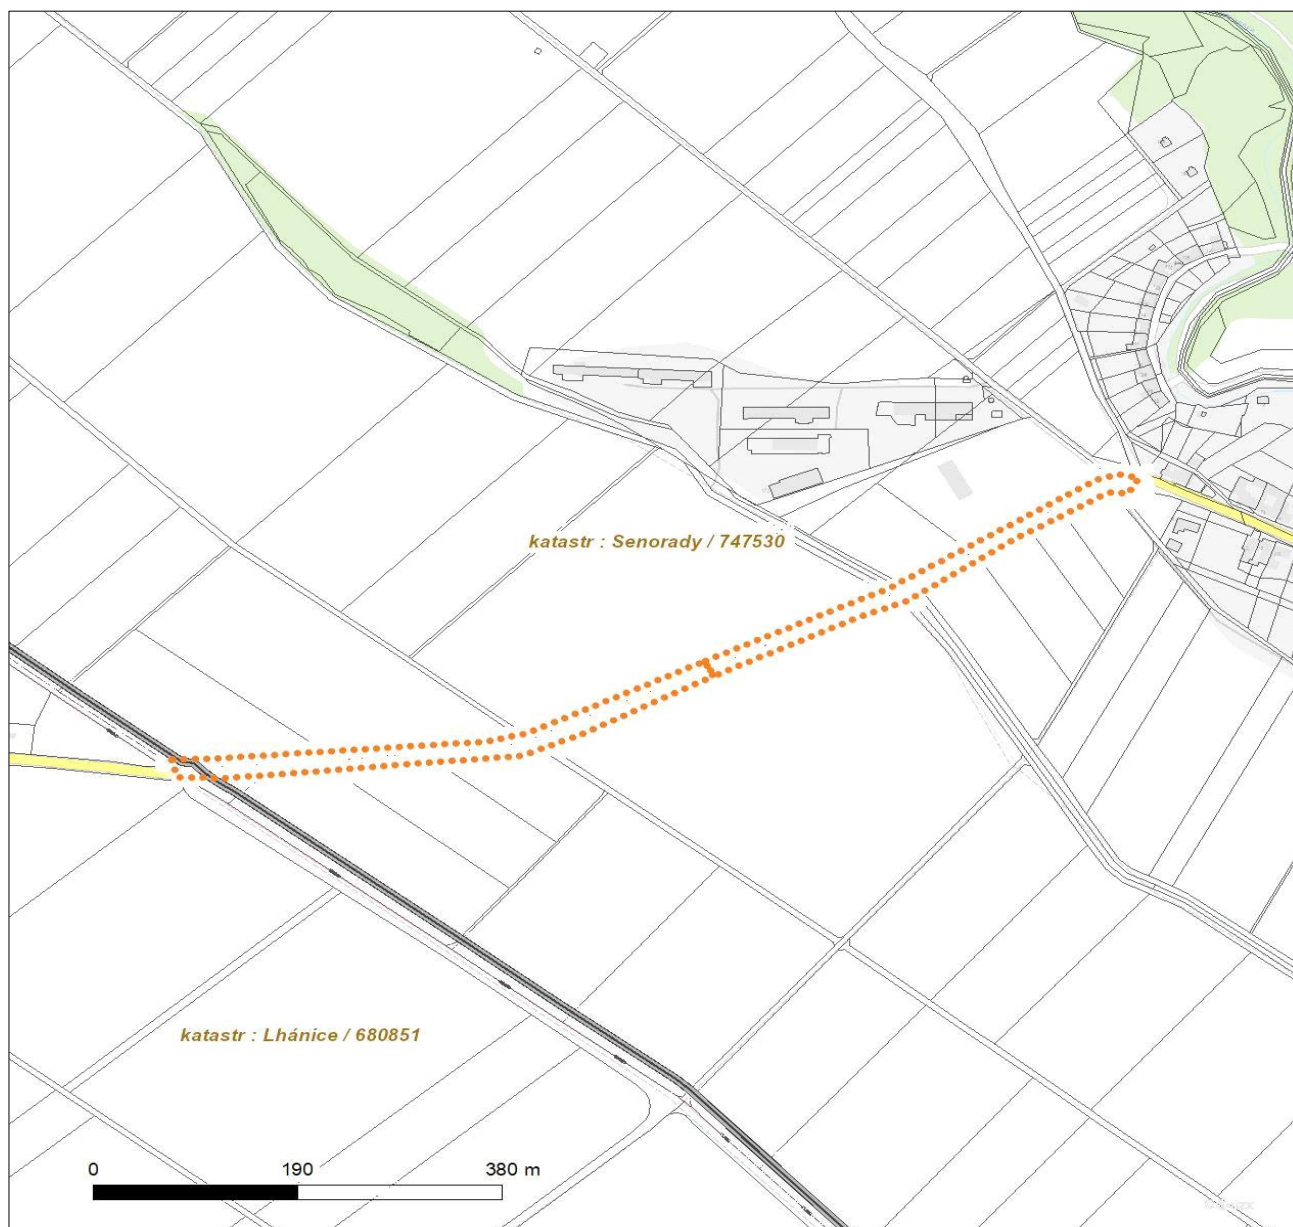 katastr : Senorady / 747530
katastr : Lhánice / 680851
0 190 380 m